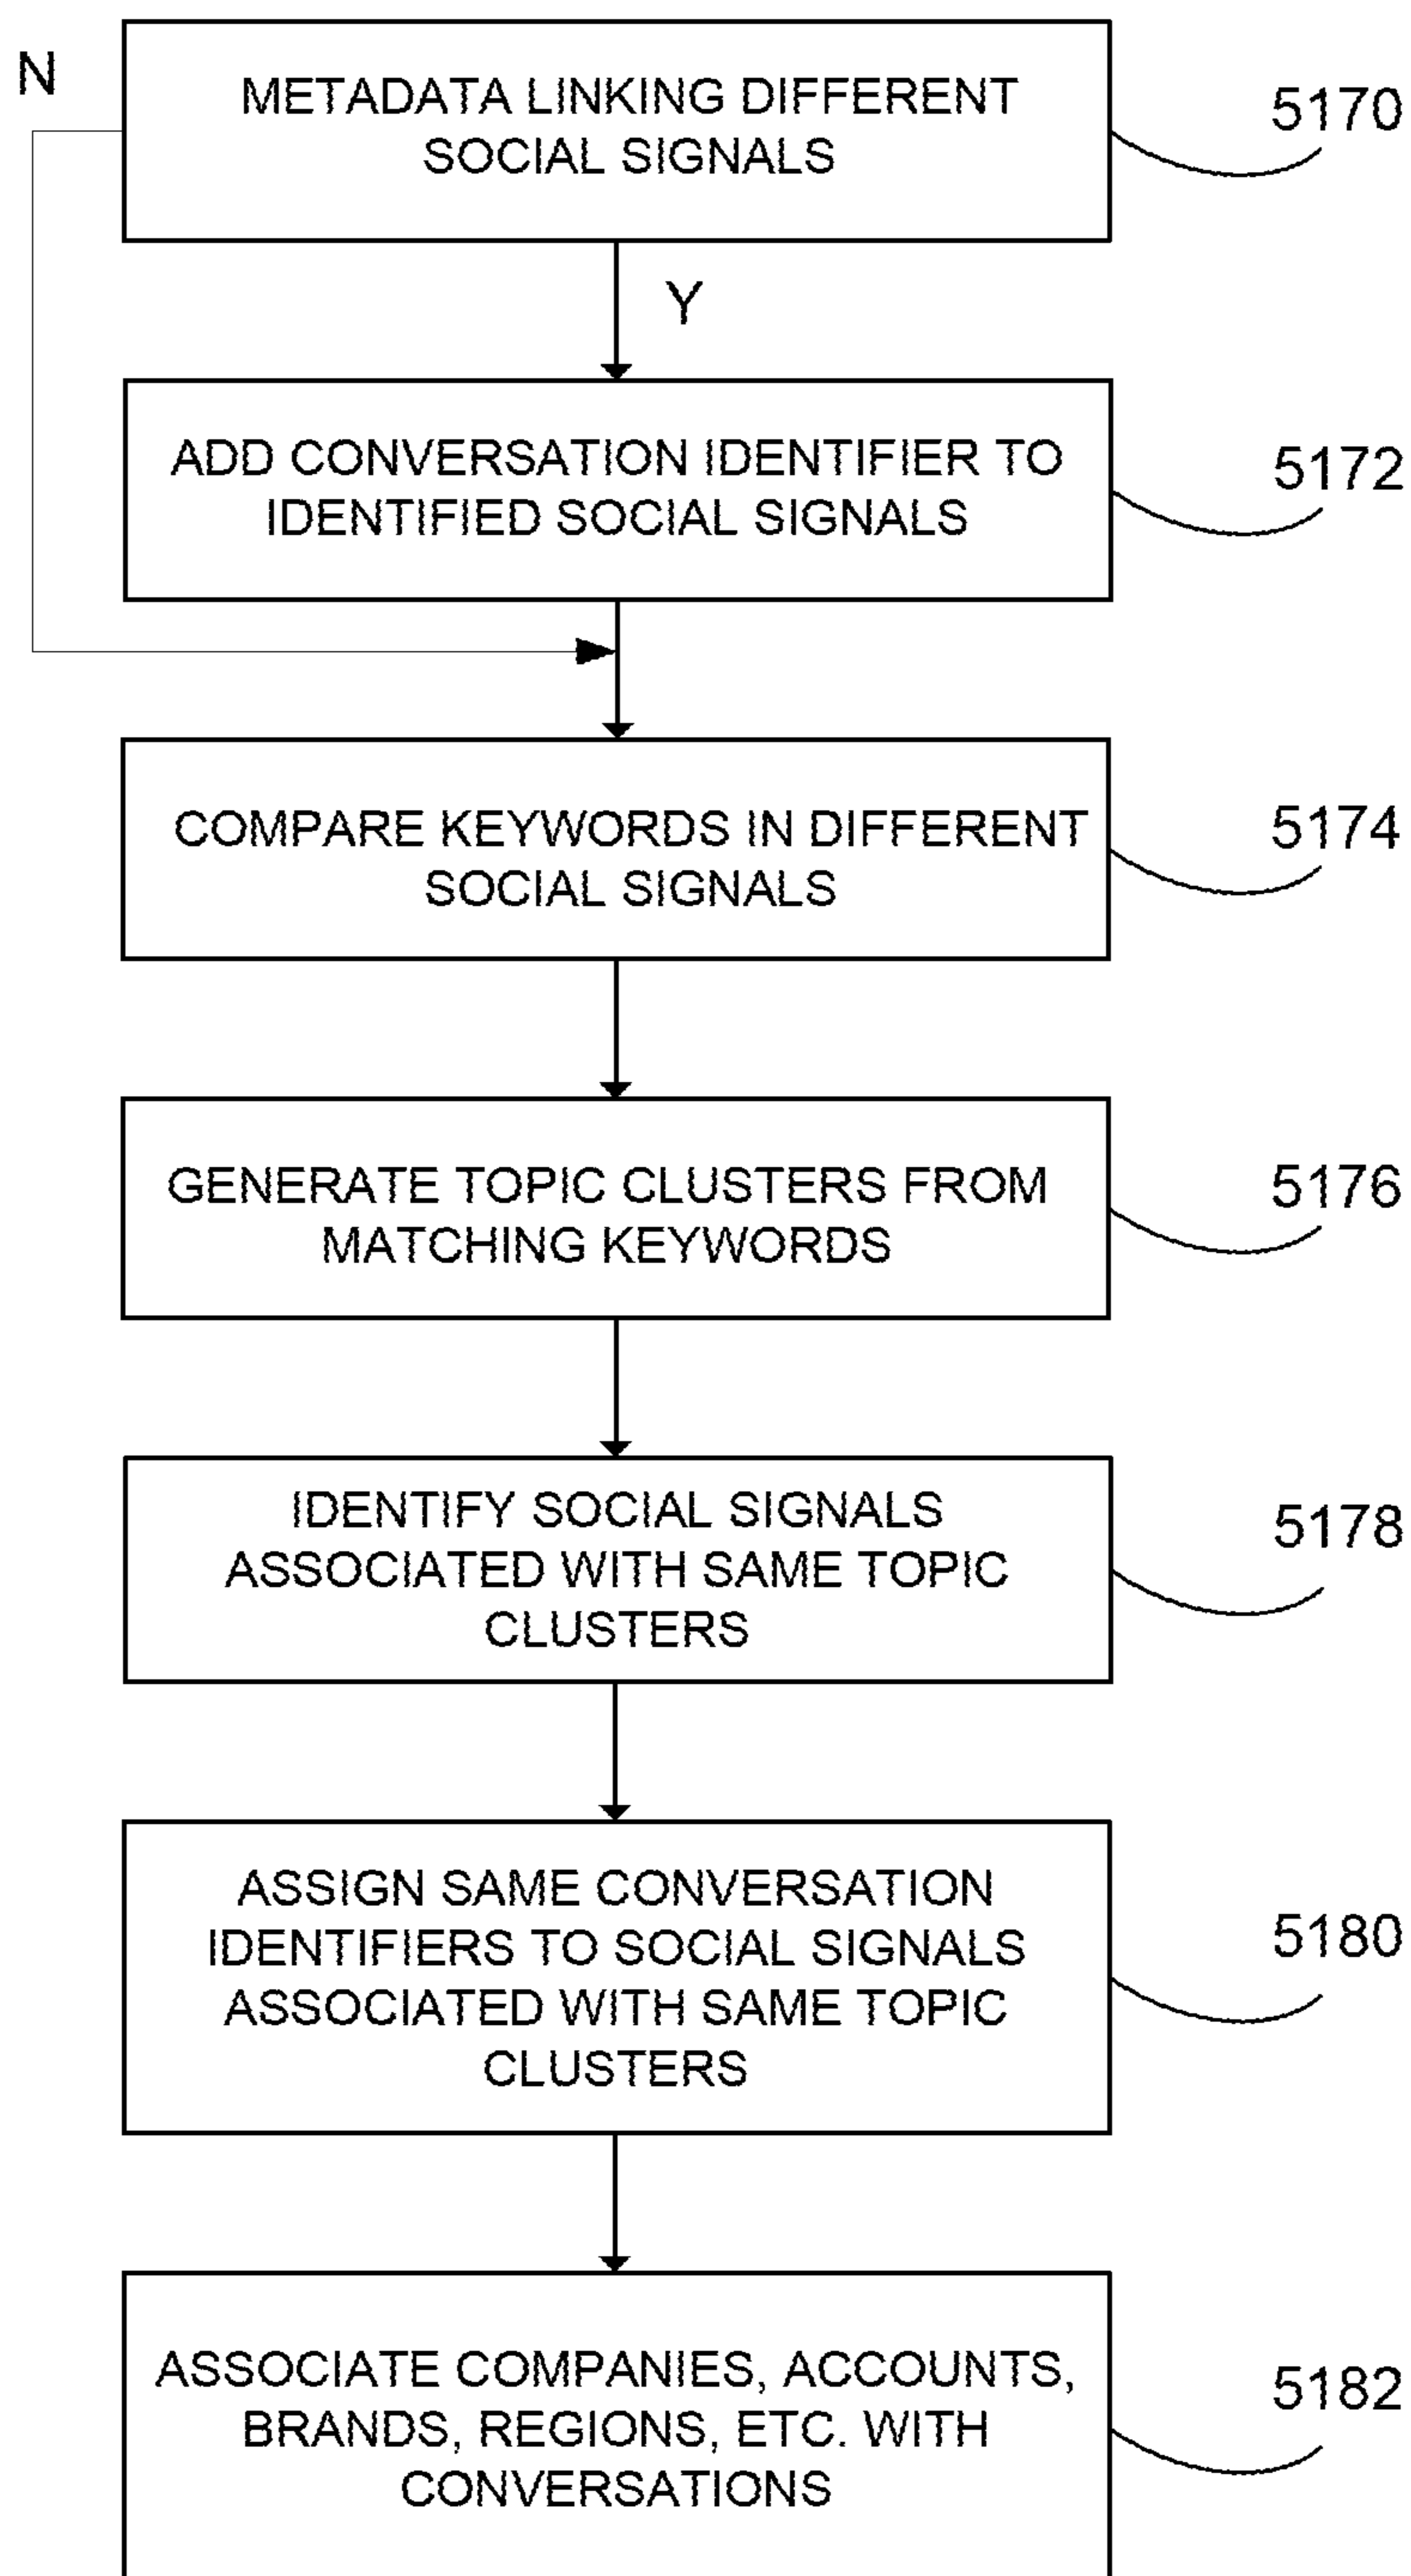 N
METADATA LINKING DIFFERENT
SOCIAL SIGNALS
5170
Y
ADD CONVERSATION IDENTIFIER TO
IDENTIFIED SOCIAL SIGNALS
5172
COMPARE KEYWORDS IN DIFFERENT
SOCIAL SIGNALS
5174
GENERATE TOPIC CLUSTERS FROM
MATCHING KEYWORDS
5176
IDENTIFY SOCIAL SIGNALS
ASSOCIATED WITH SAME TOPIC
CLUSTERS
5178
ASSIGN SAME CONVERSATION
IDENTIFIERS TO SOCIAL SIGNALS
ASSOCIATED WITH SAME TOPIC
CLUSTERS
5180
ASSOCIATE COMPANIES, ACCOUNTS,
BRANDS, REGIONS, ETC. WITH
CONVERSATIONS
5182